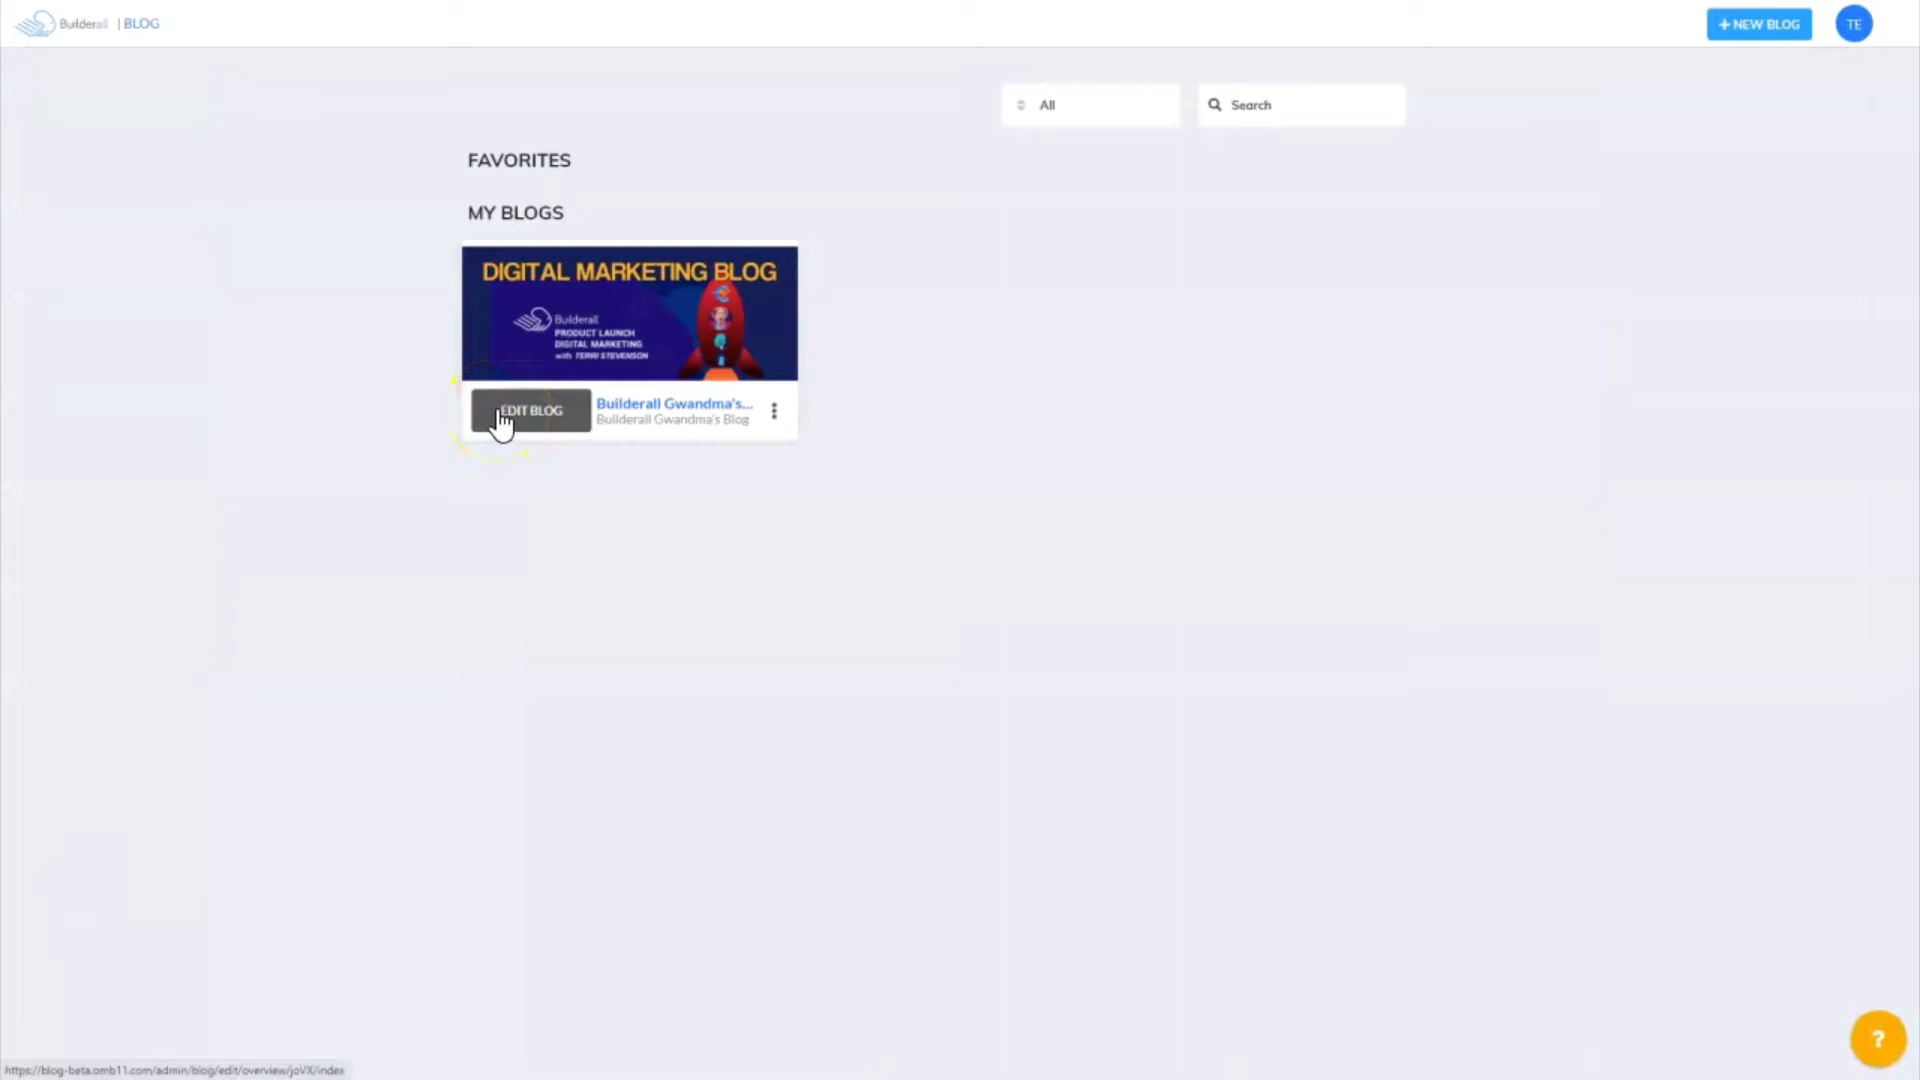 Builderall | BLOG
+ NEW BLOG
TE
All
Search
FAVORITES
MY BLOGS
DIGITAL MARKETING BLOG
Builderall
PRODUCT LAUNCH
DIGITAL MARKETING
with TERRI STEVENSON
EDIT BLOG
Builderall Gwandma's...
Builderall Gwandma's Blog
?
https://blog-beta.omb11.com/admin/blog/edit/overview/joVX/index